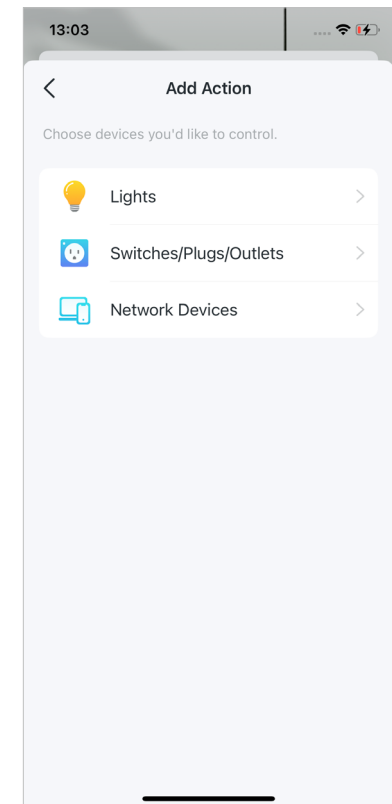 13:03
Add Action
Choose devices you'd like to control.
Lights
Switches/Plugs/Outlets
Network Devices